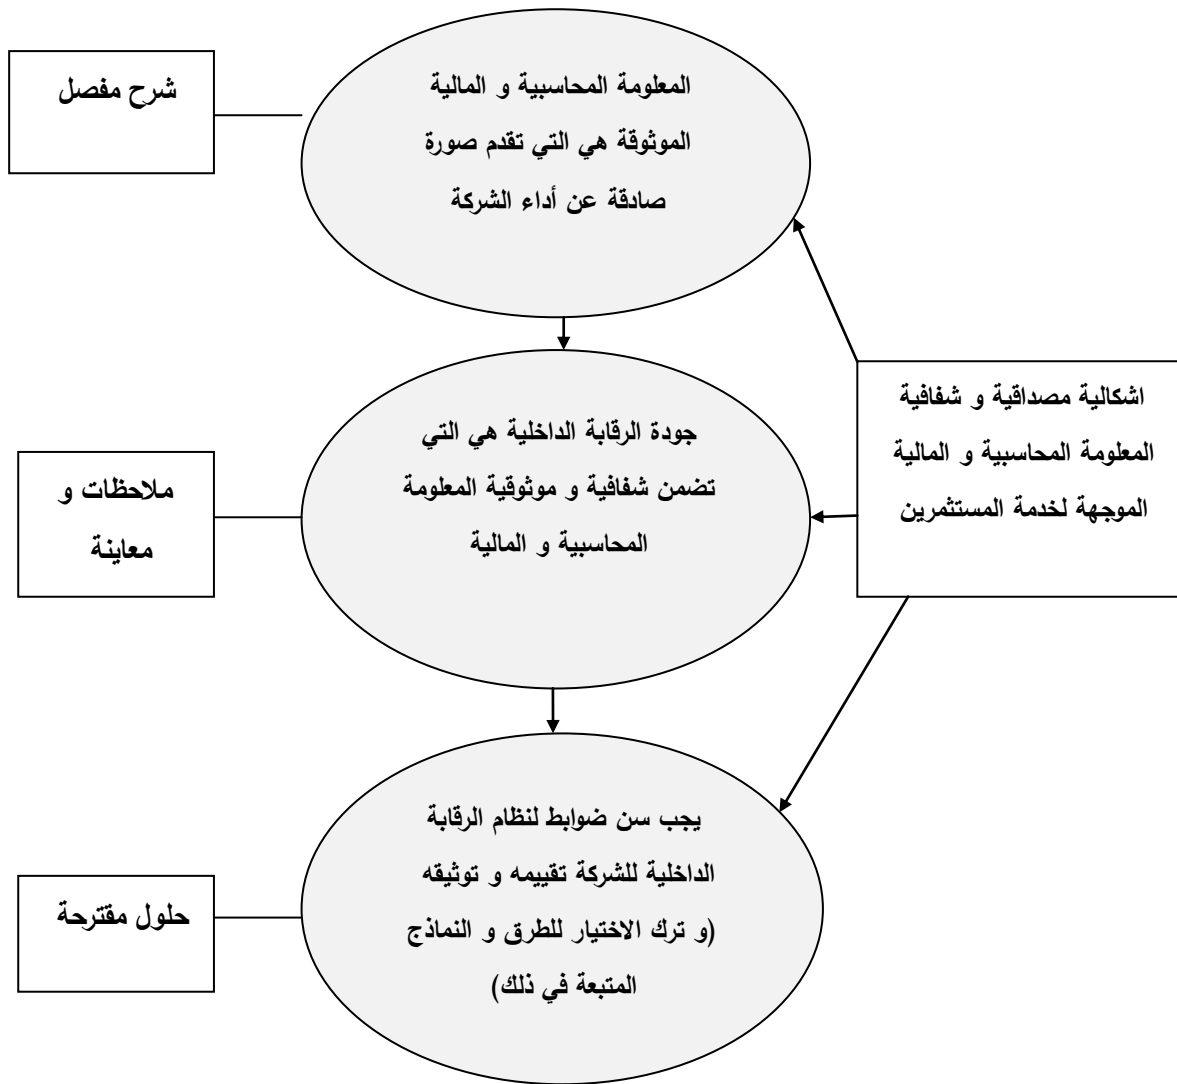 شرح مفصل
المعلومة المحاسبية و المالية
الموثوقة هي التي تقدم صورة
صادقة عن أداء الشركة
اشكالية مصداقية و شفافية
المعلومة المحاسبية و المالية
الموجهة لخدمة المستثمرين
جودة الرقابة الداخلية هي التي
تضمن شفافية و موثوقية المعلومة
المحاسبية و المالية
ملاحظات و
معاينة
يجب سن ضوابط لنظام الرقابة
الداخلية للشركة تقييمه و توثيقه
(و ترك الاختيار للطرق و النماذج
المتبعة في ذلك)
حلول مقترحة